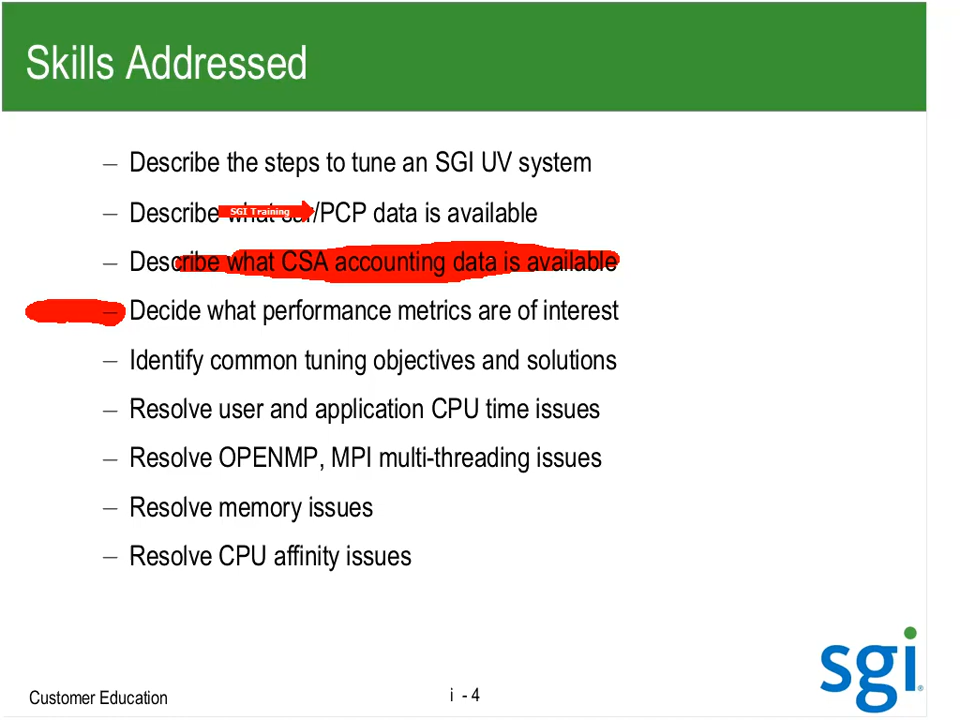 Skills Addressed
– Describe the steps to tune an SGI UV system
– Describe what sar/PCP data is available
SGI Training
– Describe what CSA accounting data is available
– Decide what performance metrics are of interest
– Identify common tuning objectives and solutions
– Resolve user and application CPU time issues
– Resolve OPENMP, MPI multi-threading issues
– Resolve memory issues
– Resolve CPU affinity issues
Customer Education
i - 4
sgi®